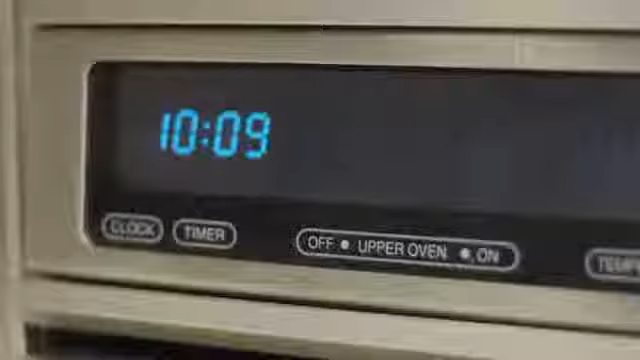 10:09
CLOCK TIMER OFF • UPPER OVEN • ON